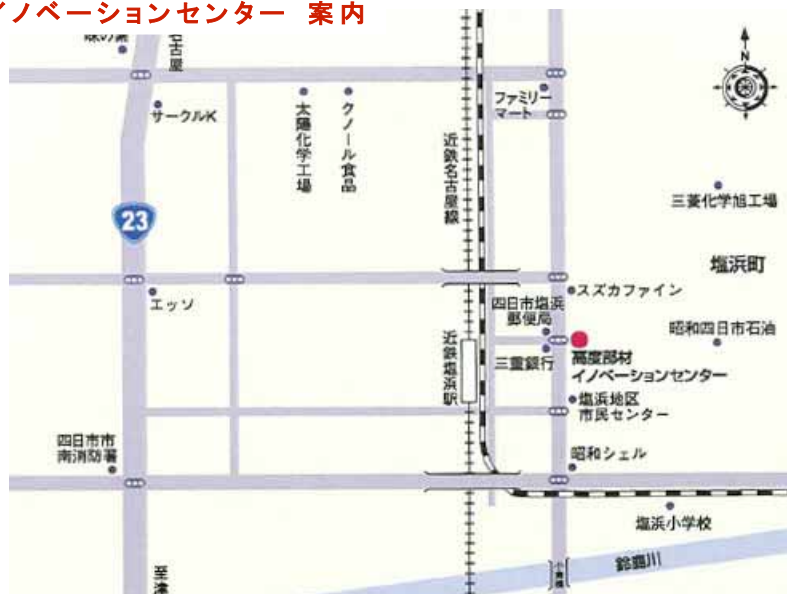 イノベーションセンター 案内
名古屋
サークルK
太陽化学工場
クノール食品
ファミリー
マート
N
近鉄名古屋線
三菱化学旭工場
23
塩浜町
エッソ
スズカファイン
四日市塩浜
郵便局
昭和四日市石油
近鉄塩浜駅
三重銀行
高度部材
イノベーションセンター
塩浜地区
市民センター
四日市市
南消防署
昭和シェル
塩浜小学校
鈴鹿川
至津